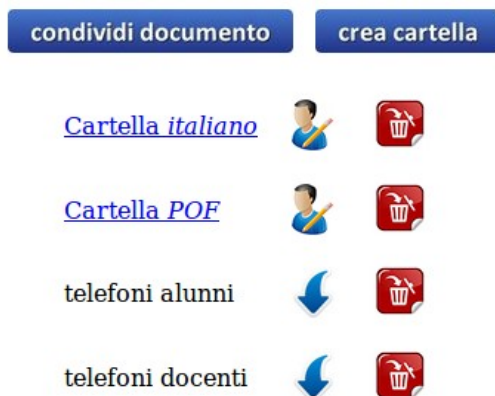 condividi documento crea cartella
Cartella italiano
Cartella POF
telefoni alunni
telefoni docenti